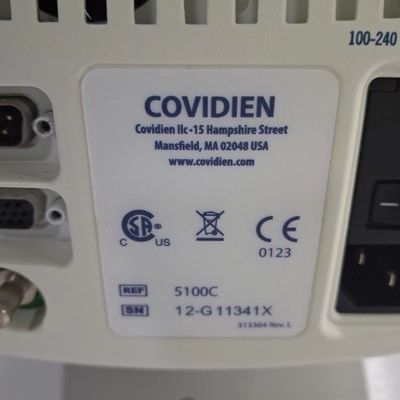 100-240
COVIDIEN
Covidien llc-15 Hampshire Street
Mansfield, MA 02048 USA
www.covidien.com
CSA
C US
CE
0123
REF 5100C
SN 12-G11341X
313304 Rev. L